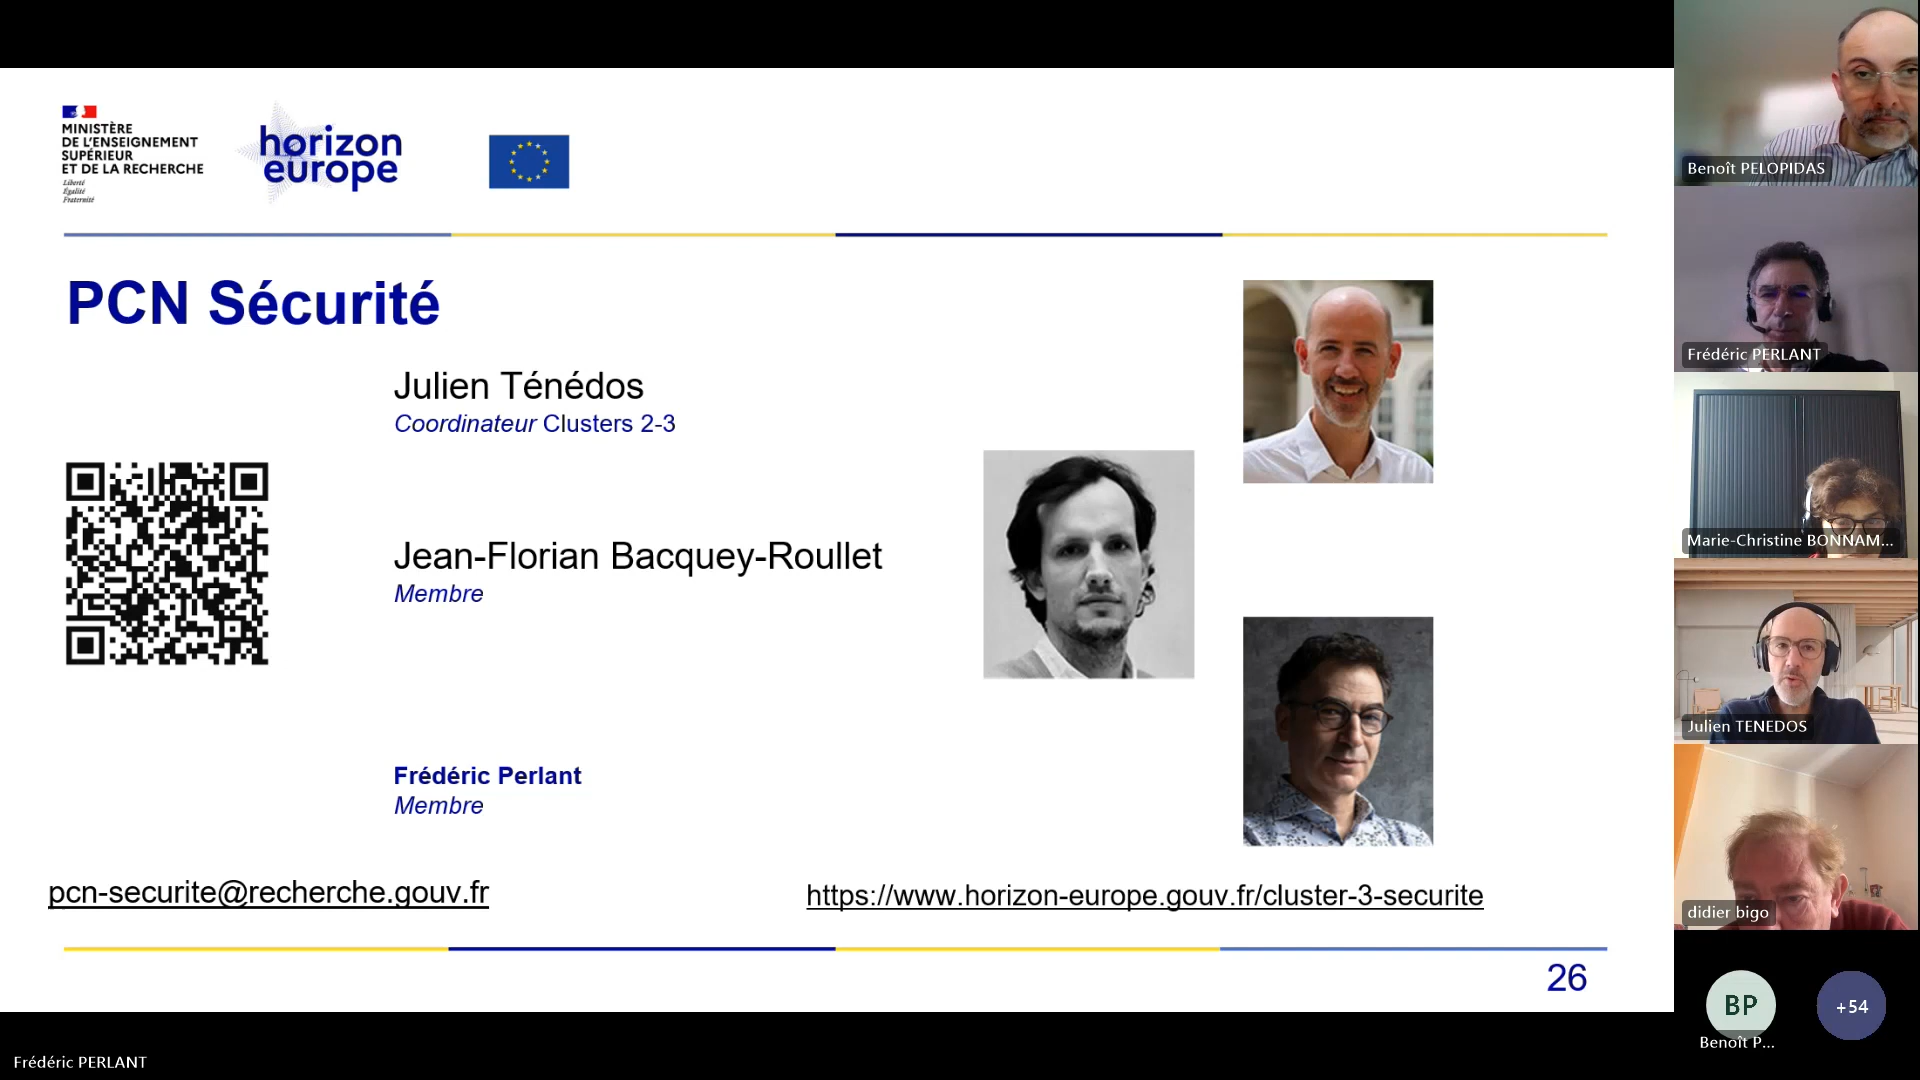 MINISTÈRE
DE L'ENSEIGNEMENT
SUPÉRIEUR
ET DE LA RECHERCHE
Liberté
Égalité
Fraternité
horizon
europe
PCN Sécurité
Julien Ténédos
Coordinateur Clusters 2-3
Jean-Florian Bacquey-Roullet
Membre
Frédéric Perlant
Membre
pcn-securite@recherche.gouv.fr
https://www.horizon-europe.gouv.fr/cluster-3-securite
26
Frédéric PERLANT
Benoît PELOPIDAS
Frédéric PERLANT
Marie-Christine BONNAM...
Julien TENEDOS
didier bigo
BP
Benoît P...
+54